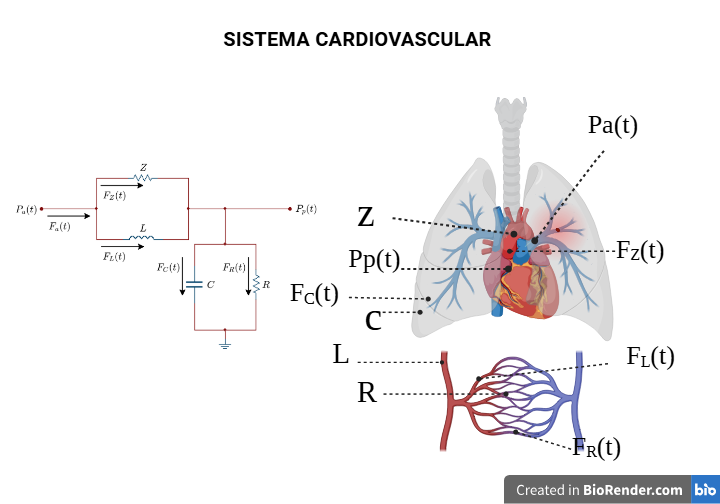 SISTEMA CARDIOVASCULAR
Z
F_Z(t)
P_a(t)
F_a(t)
L
F_L(t)
P_p(t)
F_C(t)
C
F_R(t)
R
Pa(t)
Z
F_Z(t)
Pp(t)
F_C(t)
C
L
F_L(t)
R
F_R(t)
Created in BioRender.com bio